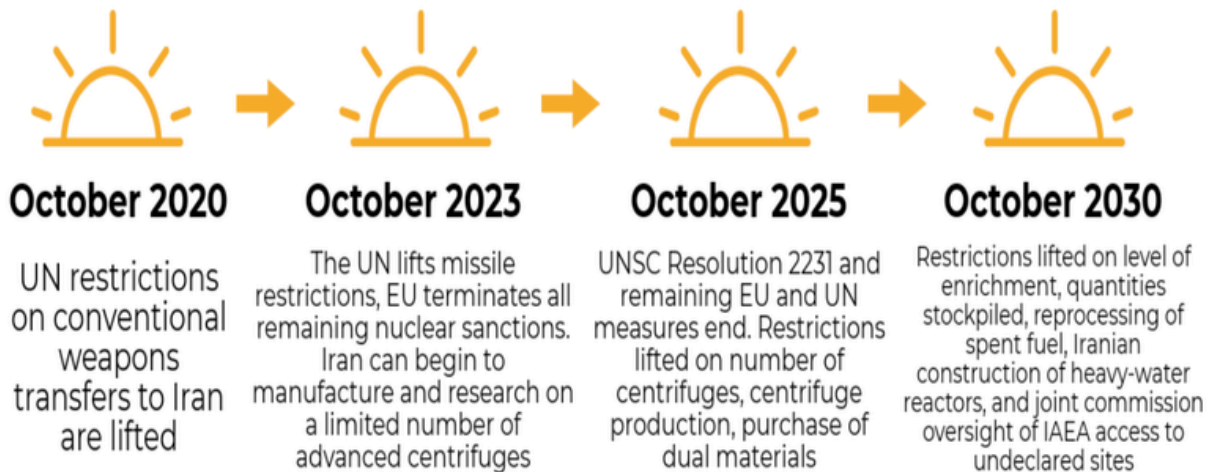 October 2020
UN restrictions
on conventional
weapons
transfers to Iran
are lifted
October 2023
The UN lifts missile
restrictions, EU terminates all
remaining nuclear sanctions.
Iran can begin to
manufacture and research on
a limited number of
advanced centrifuges
October 2025
UNSC Resolution 2231 and
remaining EU and UN
measures end. Restrictions
lifted on number of
centrifuges, centrifuge
production, purchase of
dual materials
October 2030
Restrictions lifted on level of
enrichment, quantities
stockpiled, reprocessing of
spent fuel, Iranian
construction of heavy-water
reactors, and joint commission
oversight of IAEA access to
undeclared sites